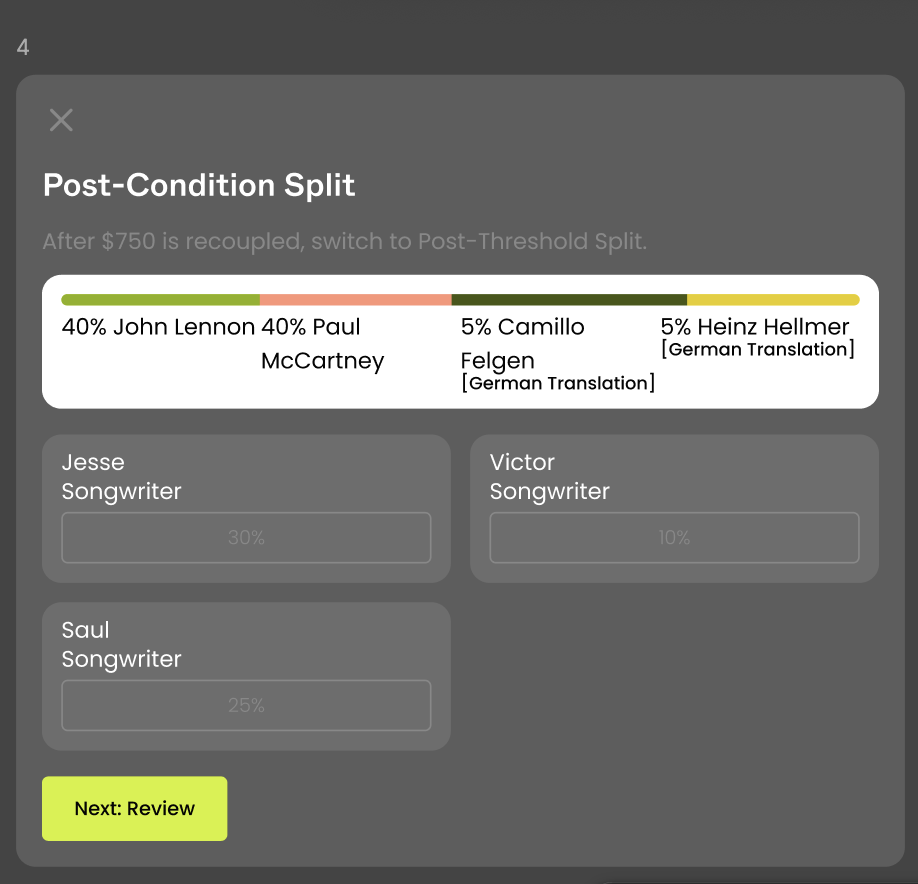 4
Post-Condition Split
After $750 is recoupled, switch to Post-Threshold Split.
40% John Lennon
40% Paul
McCartney
5% Camillo
Felgen
[German Translation]
5% Heinz Hellmer
[German Translation]
Jesse
Songwriter
30%
Victor
Songwriter
10%
Saul
Songwriter
25%
Next: Review